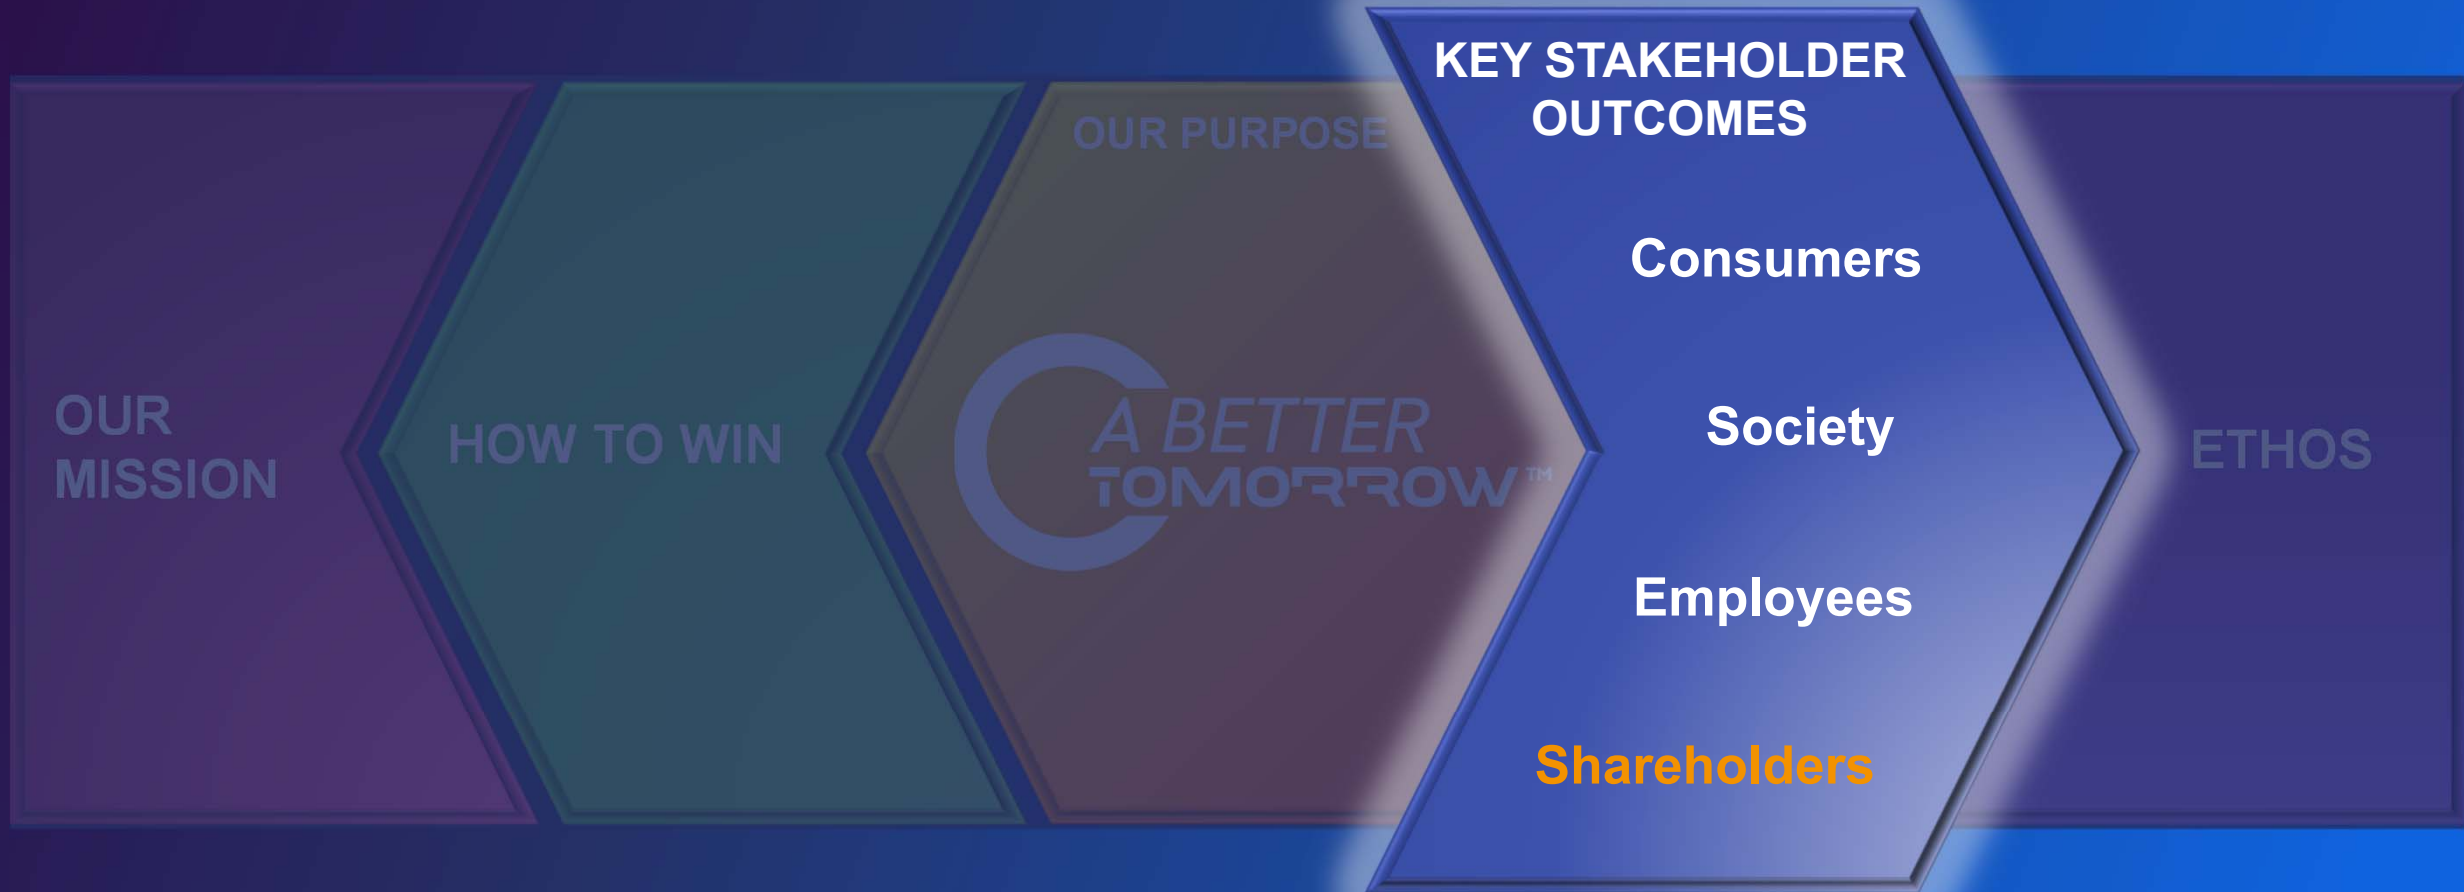 OUR
MISSION
HOW TO WIN
OUR PURPOSE
A BETTER
TOMORROW™
KEY STAKEHOLDER
OUTCOMES
Consumers
Society
Employees
Shareholders
ETHOS